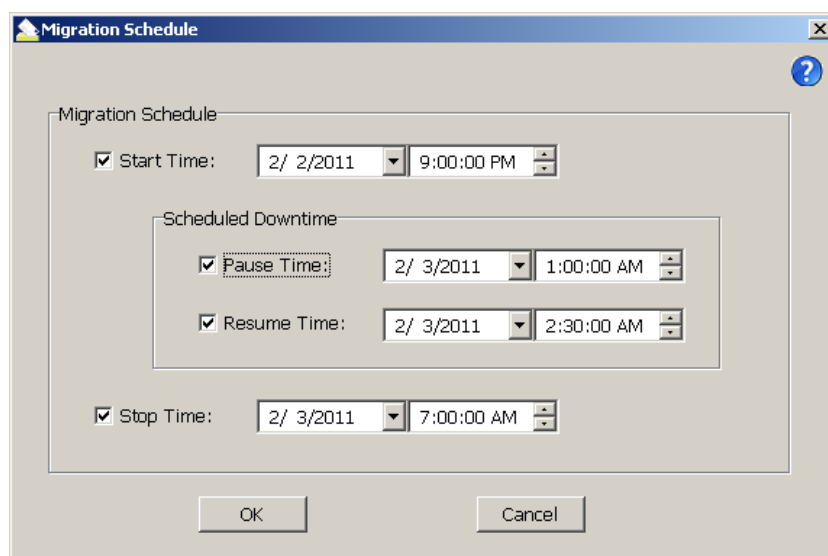 Migration Schedule
?
Migration Schedule
Start Time: 2/ 2/2011 9:00:00 PM
Scheduled Downtime
Pause Time: 2/ 3/2011 1:00:00 AM
Resume Time: 2/ 3/2011 2:30:00 AM
Stop Time: 2/ 3/2011 7:00:00 AM
OK Cancel